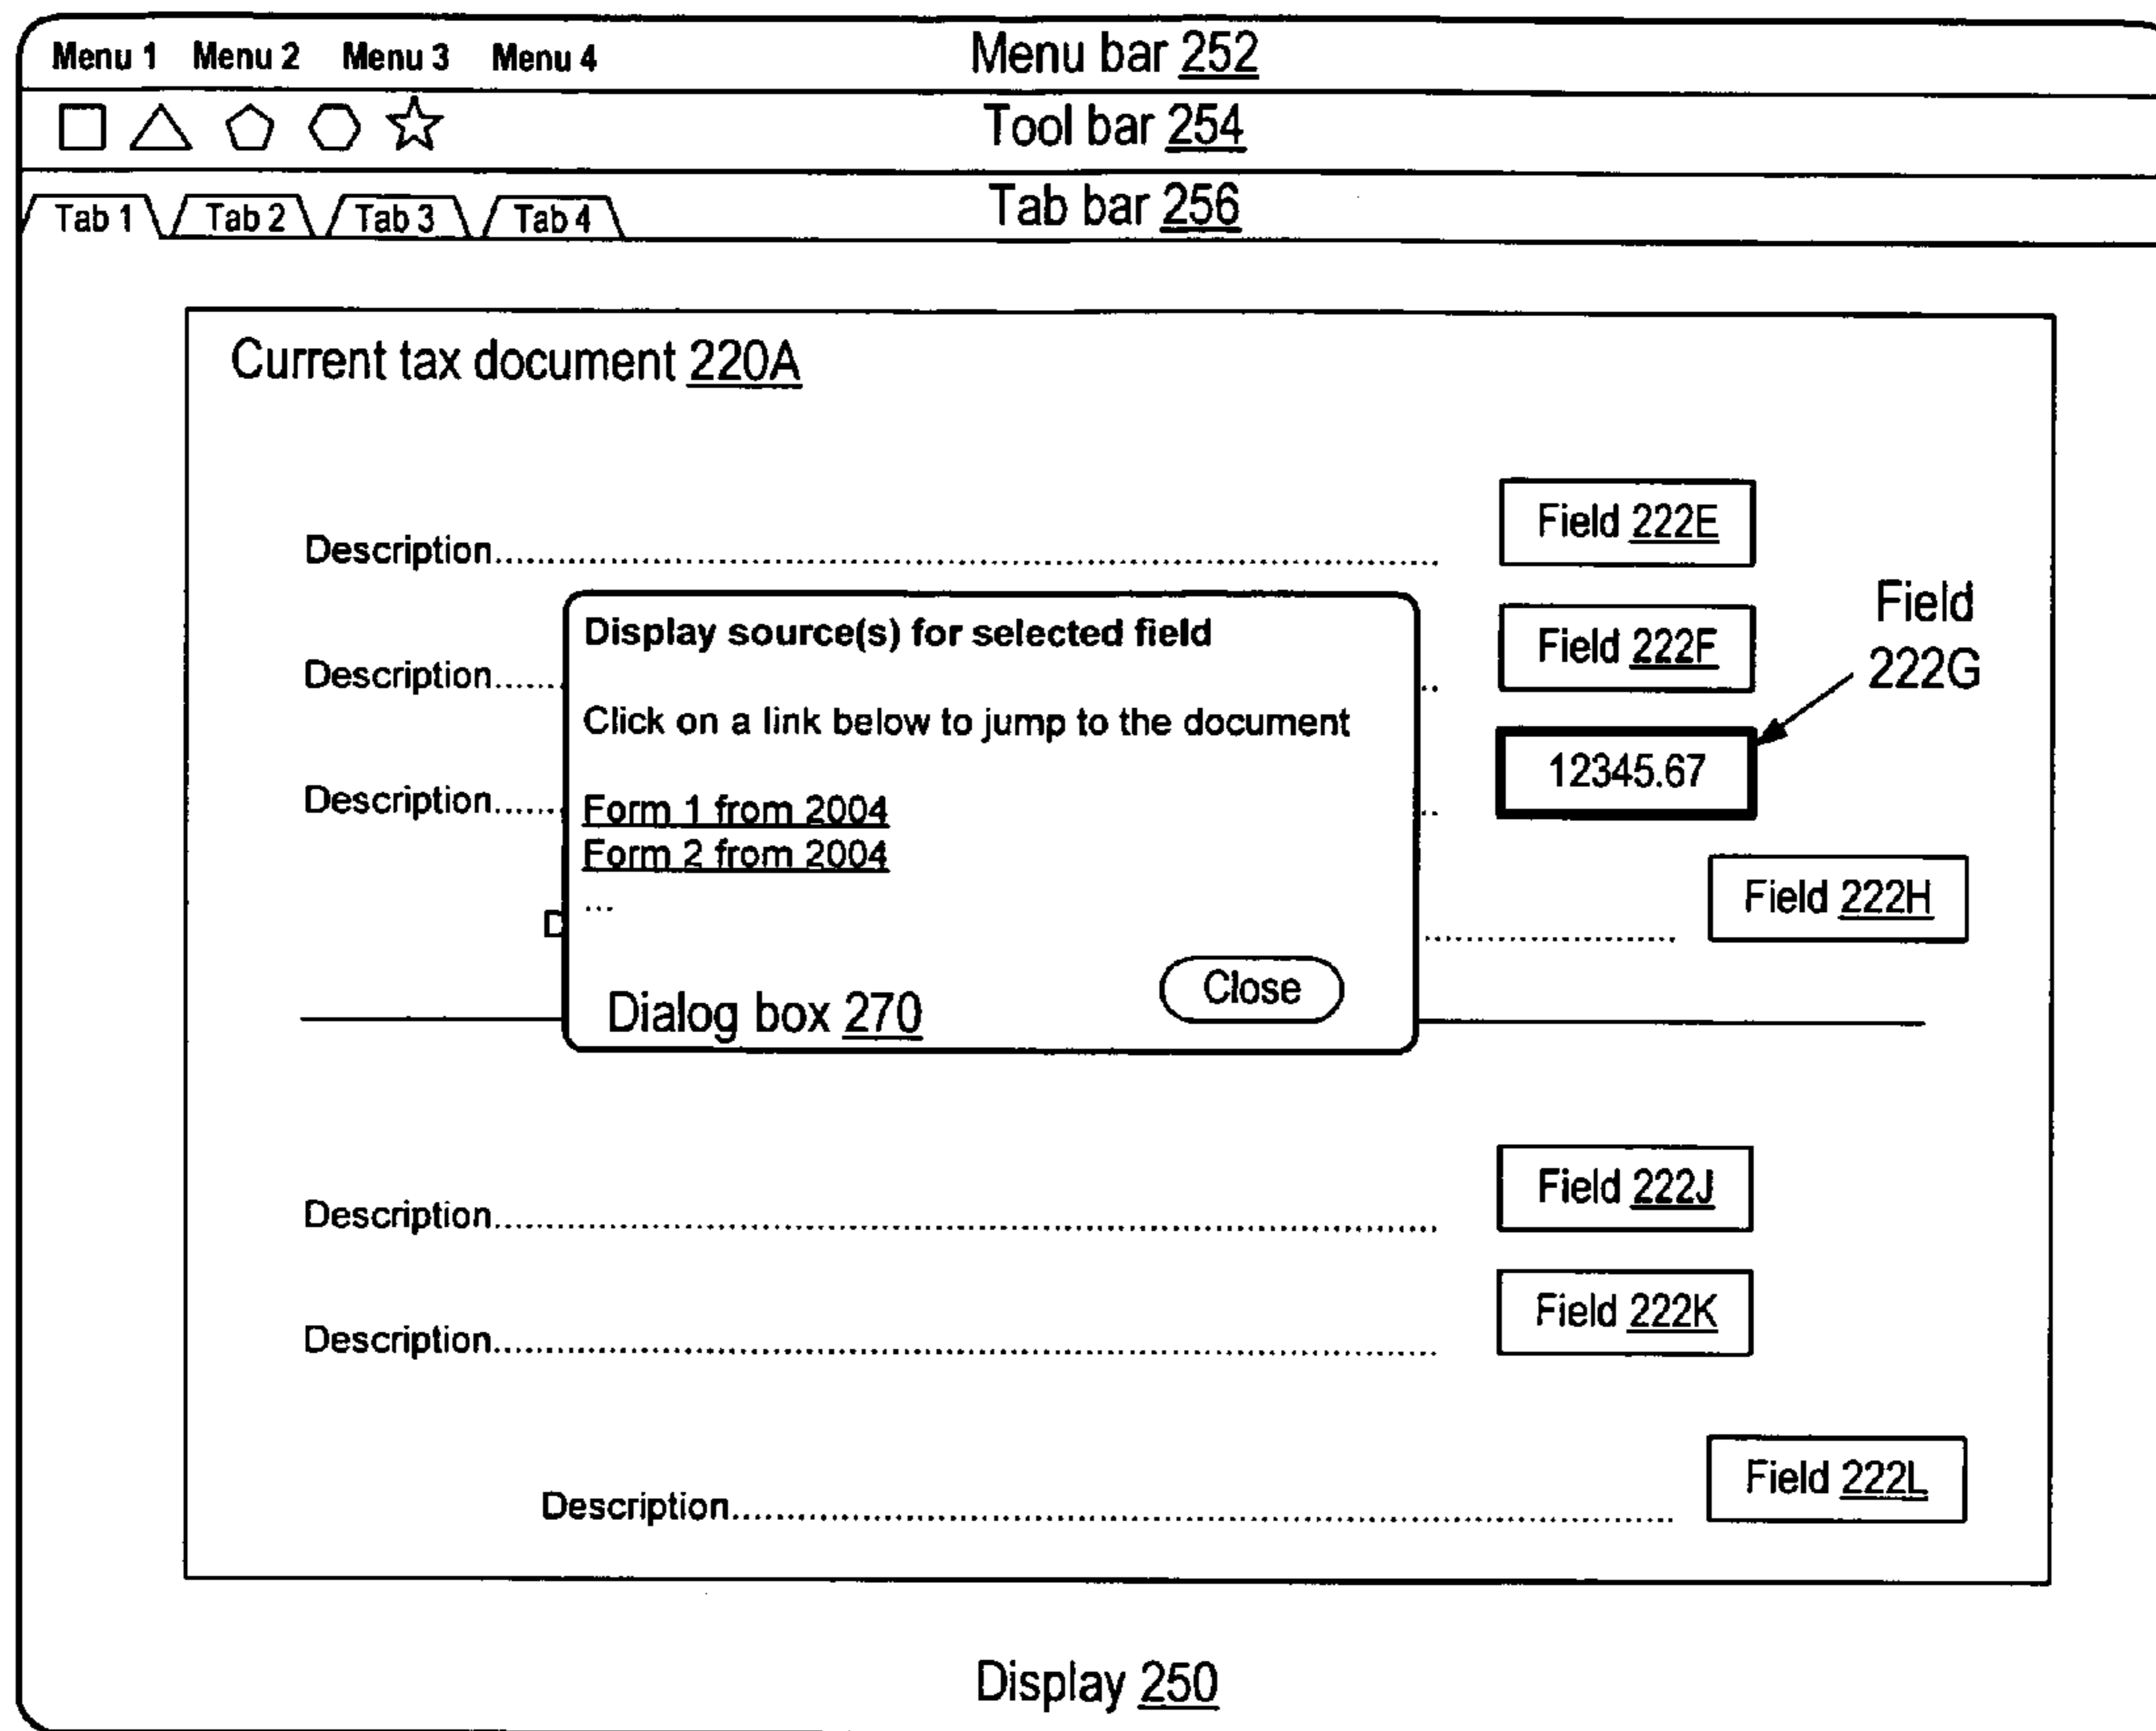 Menu 1 Menu 2 Menu 3 Menu 4 Menu bar 252
Tool bar 254
Tab 1 Tab 2 Tab 3 Tab 4 Tab bar 256
Current tax document 220A
Field 222E
Description..........
Field
222G
Display source(s) for selected field
Field 222F
Description......
Click on a link below to jump to the document
12345.67
Description......
Form 1 from 2004
Form 2 from 2004
...
Field 222H
D
Close
Dialog box 270
Field 222J
Description..........
Field 222K
Description..........
Field 222L
Description..........
Display 250